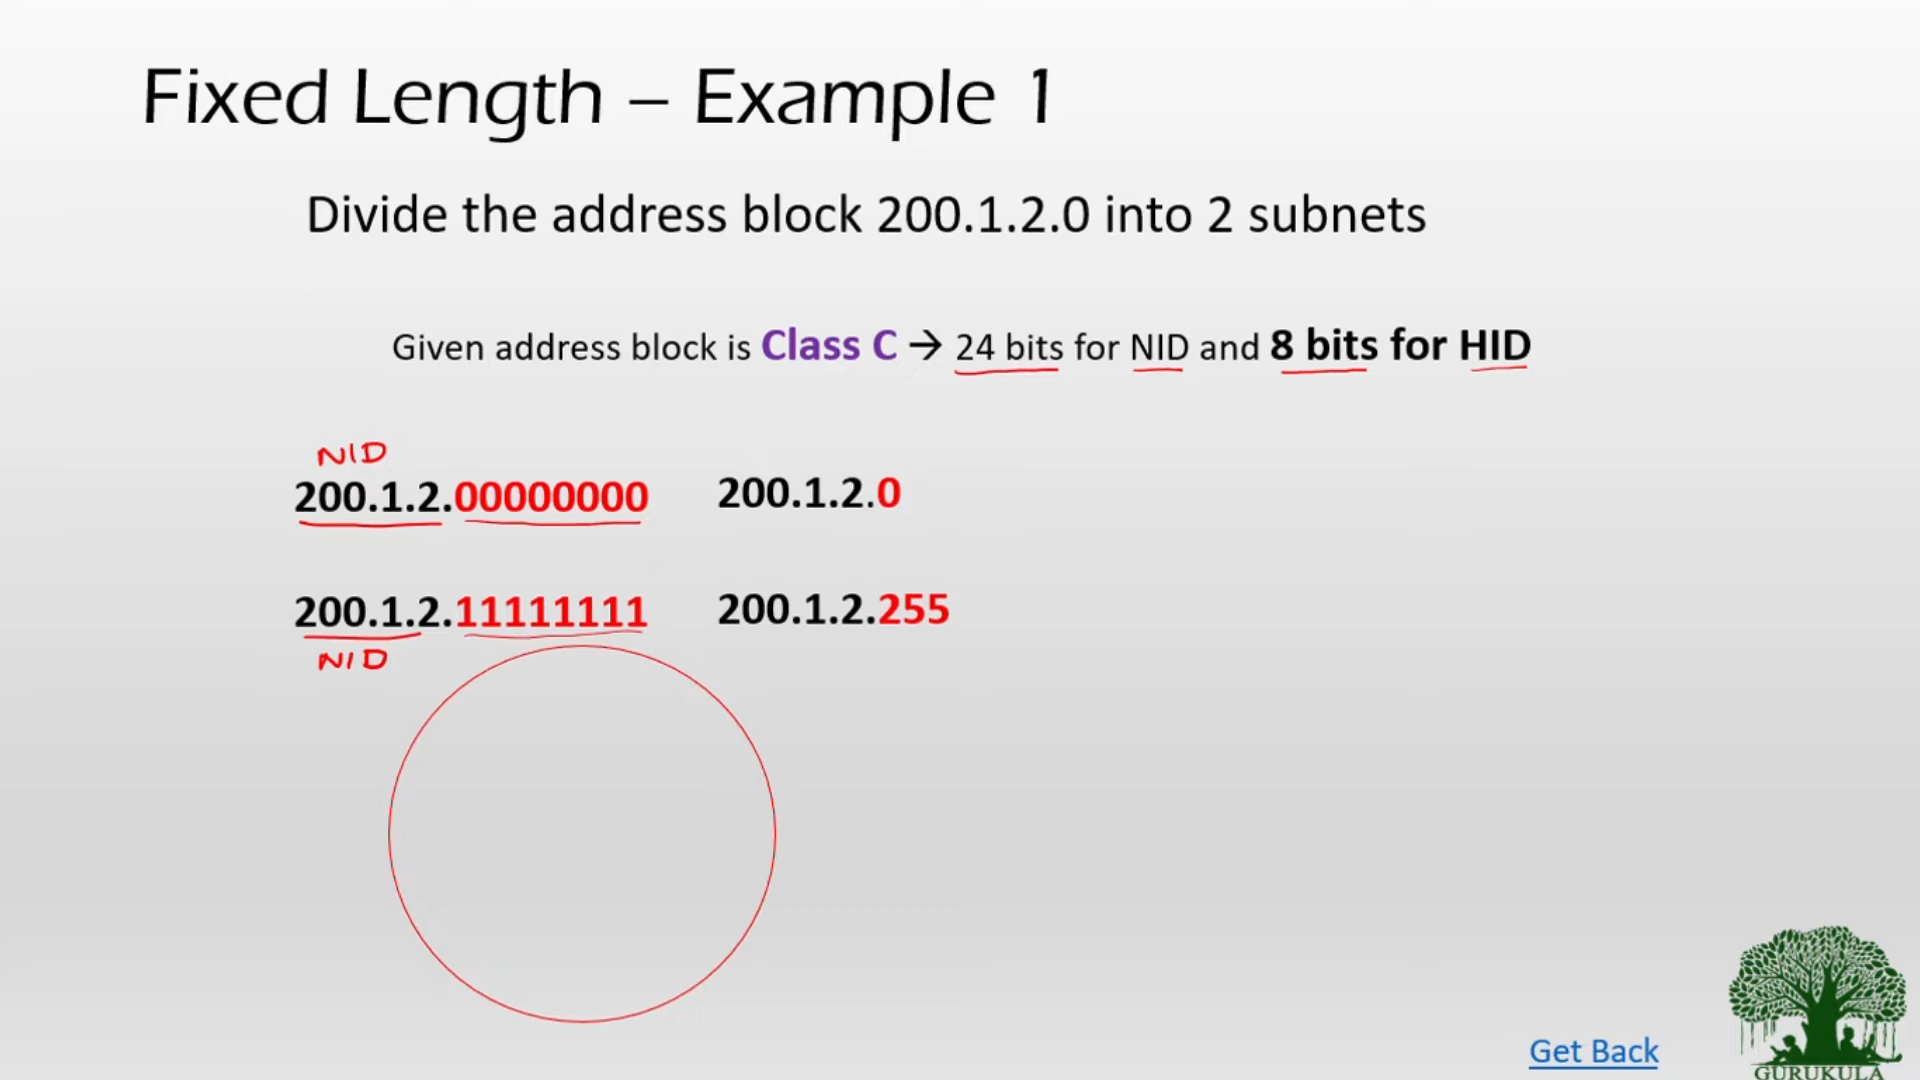 Fixed Length – Example 1
Divide the address block 200.1.2.0 into 2 subnets
Given address block is Class C → 24 bits for NID and 8 bits for HID
NID
200.1.2.00000000 200.1.2.0
200.1.2.11111111 200.1.2.255
NID
Get Back
GURUKULA